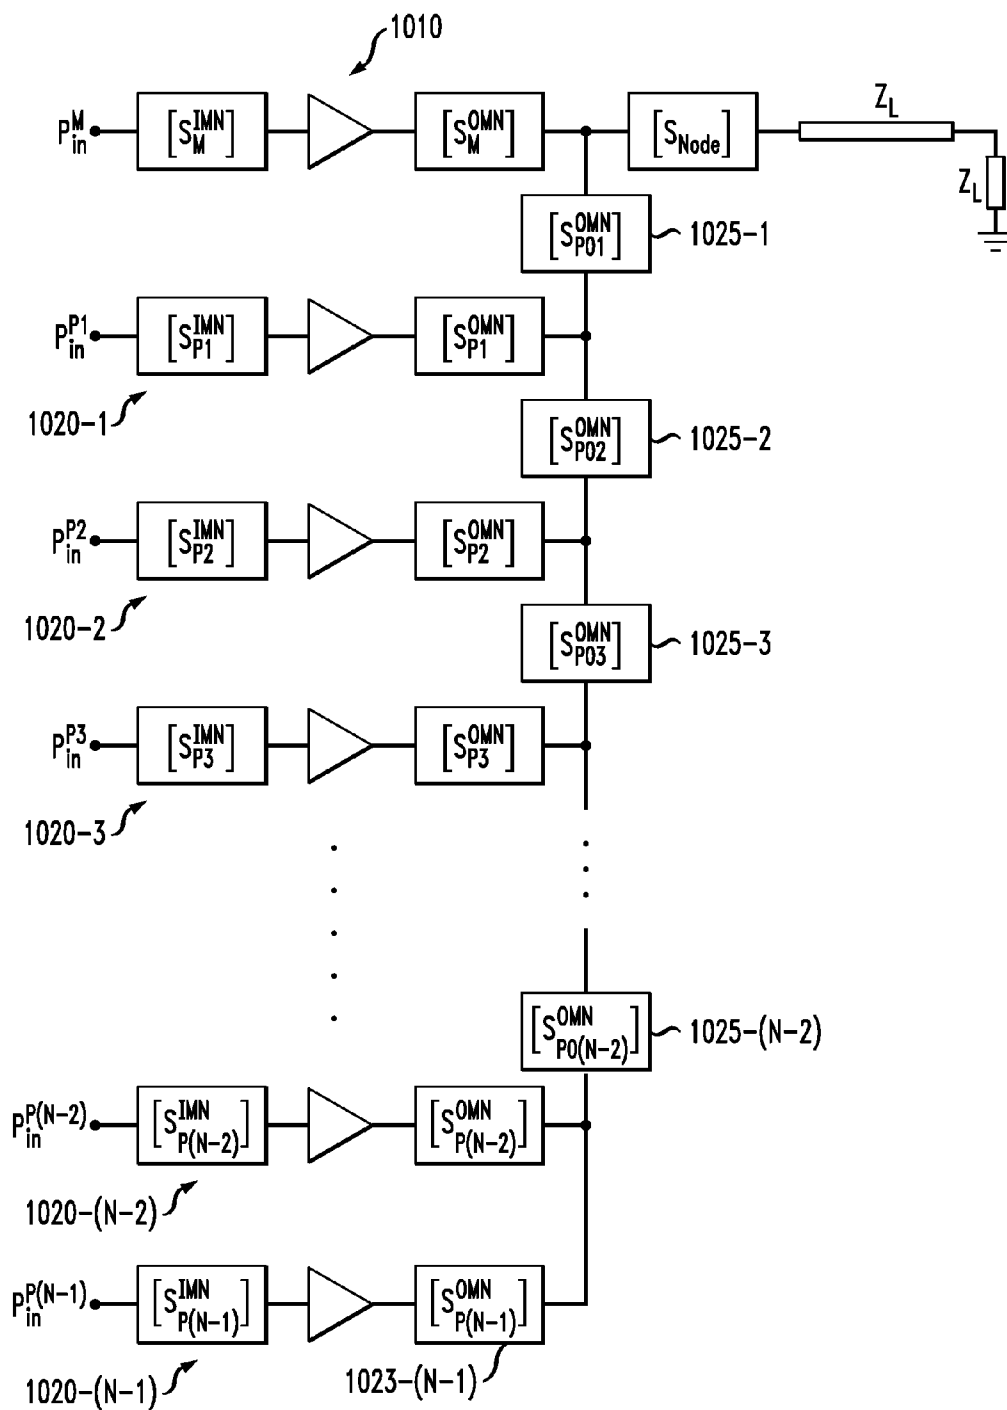 1010
P_in^M [S_M^IMN] [S_M^OMN] [S_Node] Z_L
Z_L
[S_P01^OMN] 1025-1
P_in^P1 [S_P1^IMN] [S_P1^OMN]
1020-1
[S_P02^OMN] 1025-2
P_in^P2 [S_P2^IMN] [S_P2^OMN]
1020-2
[S_P03^OMN] 1025-3
P_in^P3 [S_P3^IMN] [S_P3^OMN]
1020-3
[S_P0(N-2)^OMN] 1025-(N-2)
P_in^P(N-2) [S_P(N-2)^IMN] [S_P(N-2)^OMN]
1020-(N-2)
P_in^P(N-1) [S_P(N-1)^IMN] [S_P(N-1)^OMN]
1020-(N-1) 1023-(N-1)